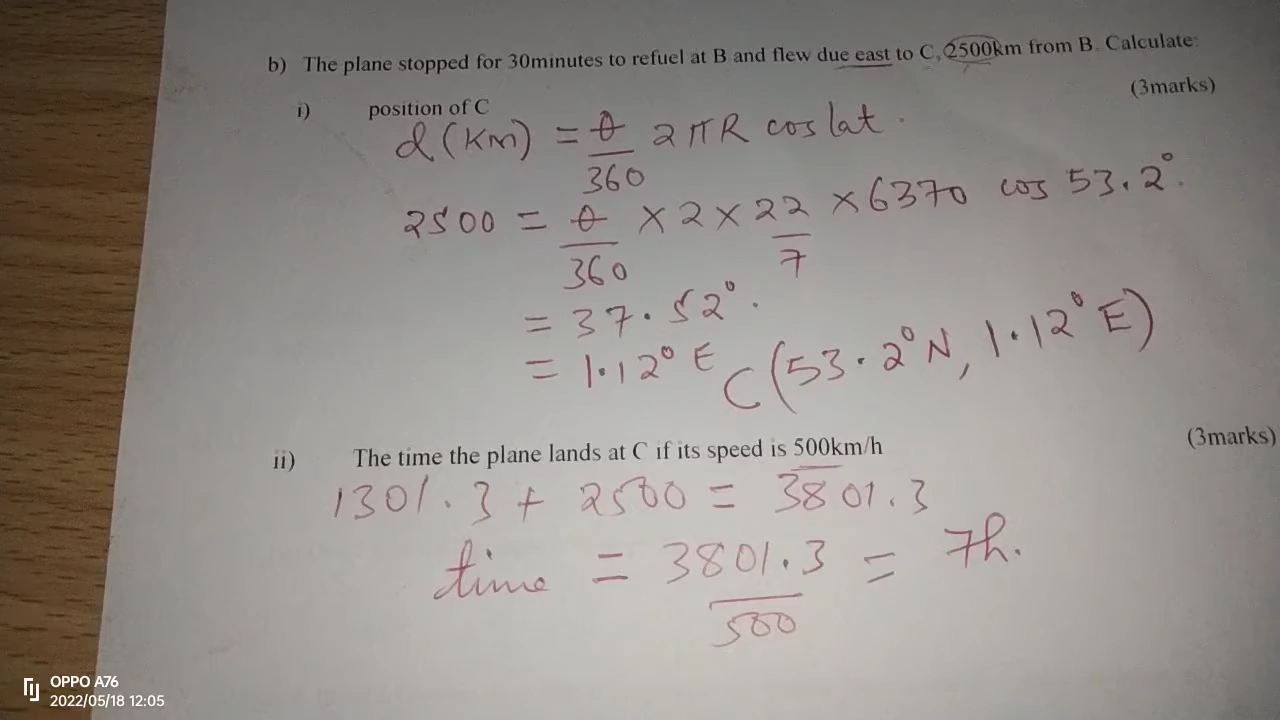 b) The plane stopped for 30minutes to refuel at B and flew due east to C, 2500km from B. Calculate
(3marks)
i) position of C
d (Km) = θ/360 2πR cos lat.
2500 = θ/360 × 2 × 22/7 × 6370 cos 53.2°.
= 37.52°.
= 1.12° E
C (53.2°N, 1.12°E)
ii) The time the plane lands at C if its speed is 500km/h (3marks)
1301.3 + 2500 = 3801.3
time = 3801.3/500 = 7h.
OPPO A76
2022/05/18 12:05